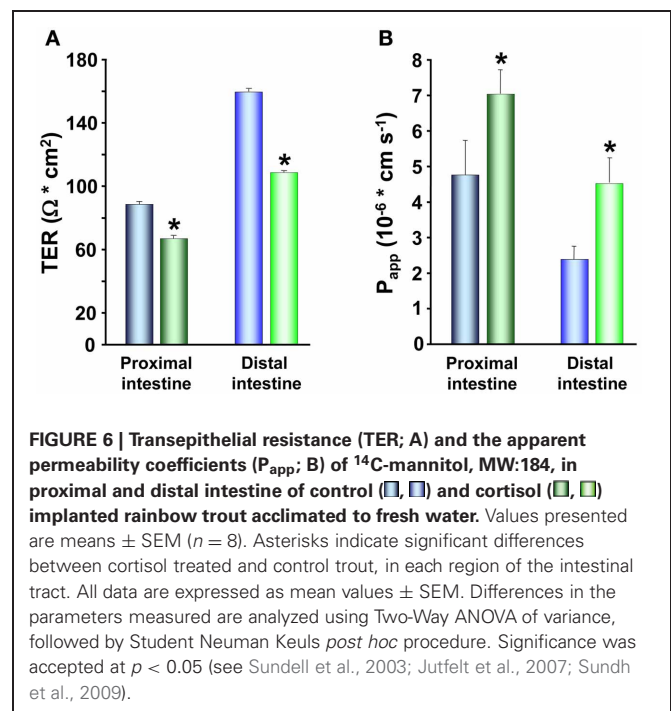 A
B
180
160
120
80
60
20
0
TER (Ω * cm²)
*
*
Proximal intestine
Distal intestine
8
7
6
5
4
3
2
1
0
Papp (10⁻⁶ * cm s⁻¹)
*
*
Proximal intestine
Distal intestine
FIGURE 6 | Transepithelial resistance (TER; A) and the apparent
permeability coefficients (Papp; B) of ¹⁴C-mannitol, MW:184, in
proximal and distal intestine of control (, ) and cortisol (, )
implanted rainbow trout acclimated to fresh water. Values presented
are means ± SEM (n = 8). Asterisks indicate significant differences
between cortisol treated and control trout, in each region of the intestinal
tract. All data are expressed as mean values ± SEM. Differences in the
parameters measured are analyzed using Two-Way ANOVA of variance,
followed by Student Neuman Keuls post hoc procedure. Significance was
accepted at p < 0.05 (see Sundell et al., 2003; Jutfelt et al., 2007; Sundh
et al., 2009).